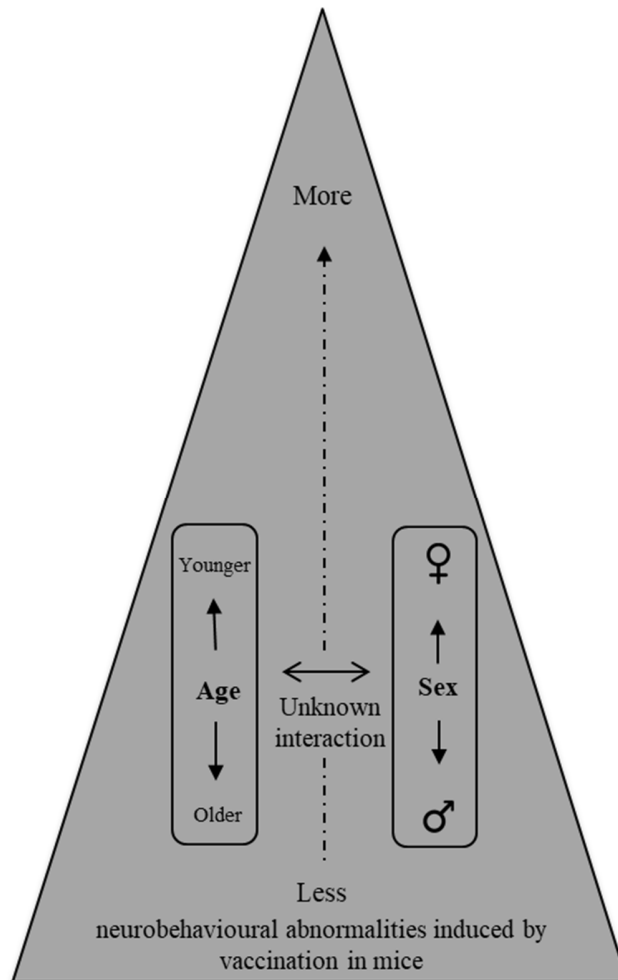 More
Younger
Age
Older
Unknown
interaction
♀
Sex
♂
Less
neurobehavioural abnormalities induced by
vaccination in mice